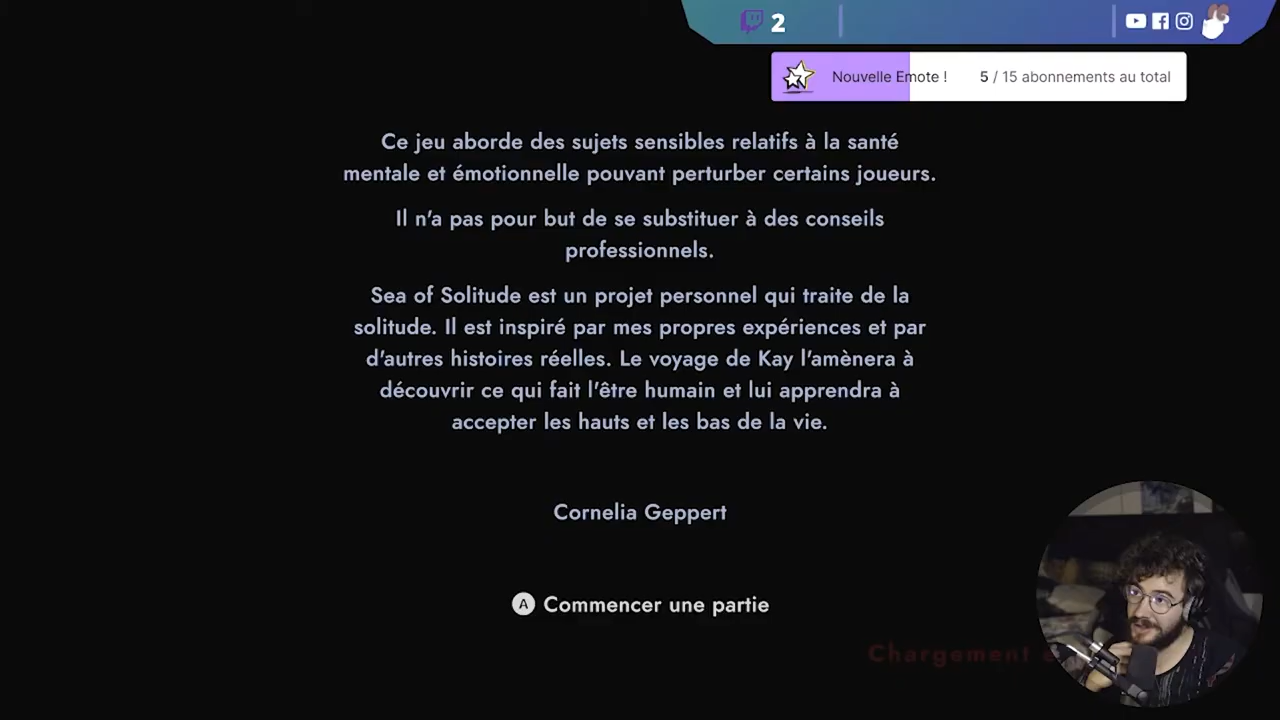 2
Nouvelle Emote ! 5 / 15 abonnements au total
Ce jeu aborde des sujets sensibles relatifs à la santé
mentale et émotionnelle pouvant perturber certains joueurs.
Il n'a pas pour but de se substituer à des conseils
professionnels.
Sea of Solitude est un projet personnel qui traite de la
solitude. Il est inspiré par mes propres expériences et par
d'autres histoires réelles. Le voyage de Kay l'amènera à
découvrir ce qui fait l'être humain et lui apprendra à
accepter les hauts et les bas de la vie.
Cornelia Geppert
A Commencer une partie
Chargement